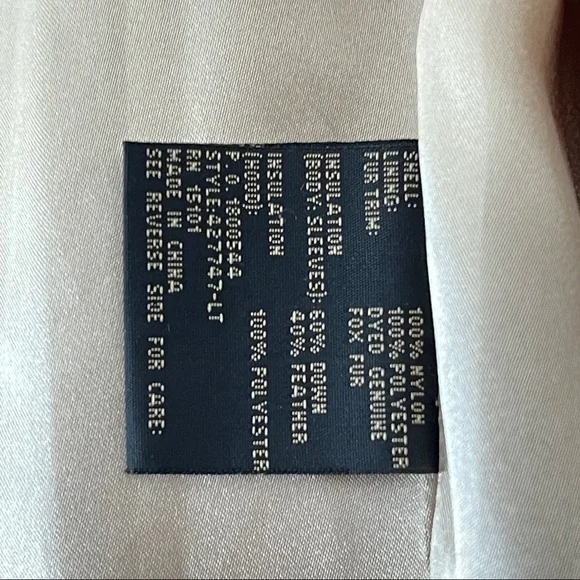 SHELL: 100% NYLON
LINING: 100% POLYESTER
FUR TRIM: DYED GENUINE
FOX FUR
INSULATION
(BODY, SLEEVES): 60% DOWN
40% FEATHER
INSULATION
(HOOD): 100% POLYESTER
P.O. 1800544
STYLE:427747-LT
RN 15101
MADE IN CHINA
SEE REVERSE SIDE FOR CARE: